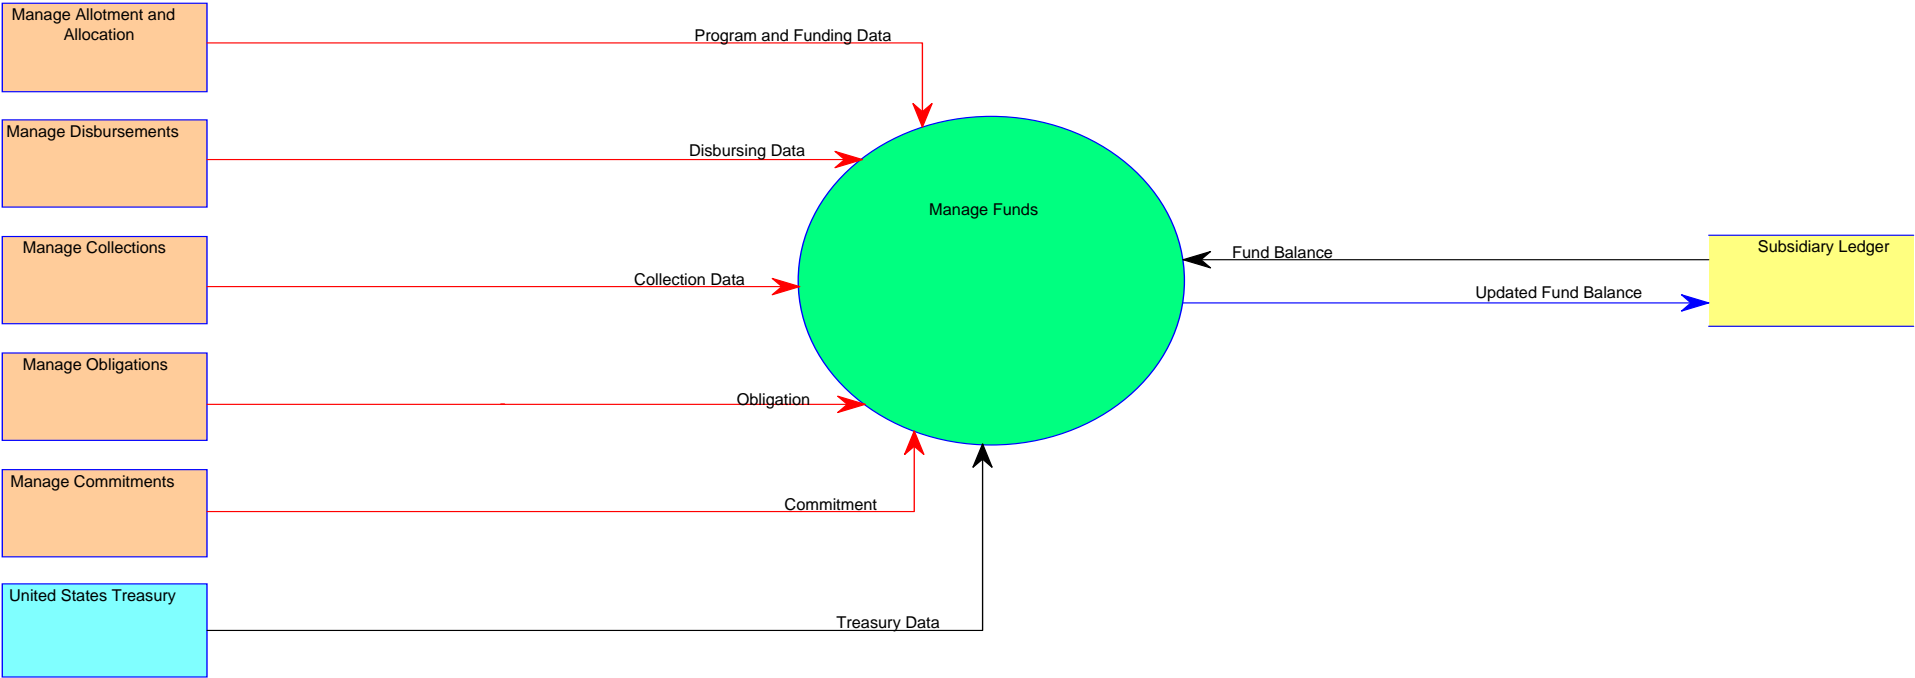 Manage Allotment and
Allocation
Program and Funding Data
Manage Disbursements
Disbursing Data
Manage Funds
Manage Collections
Collection Data
Fund Balance
Subsidiary Ledger
Updated Fund Balance
Manage Obligations
Obligation
Manage Commitments
Commitment
United States Treasury
Treasury Data